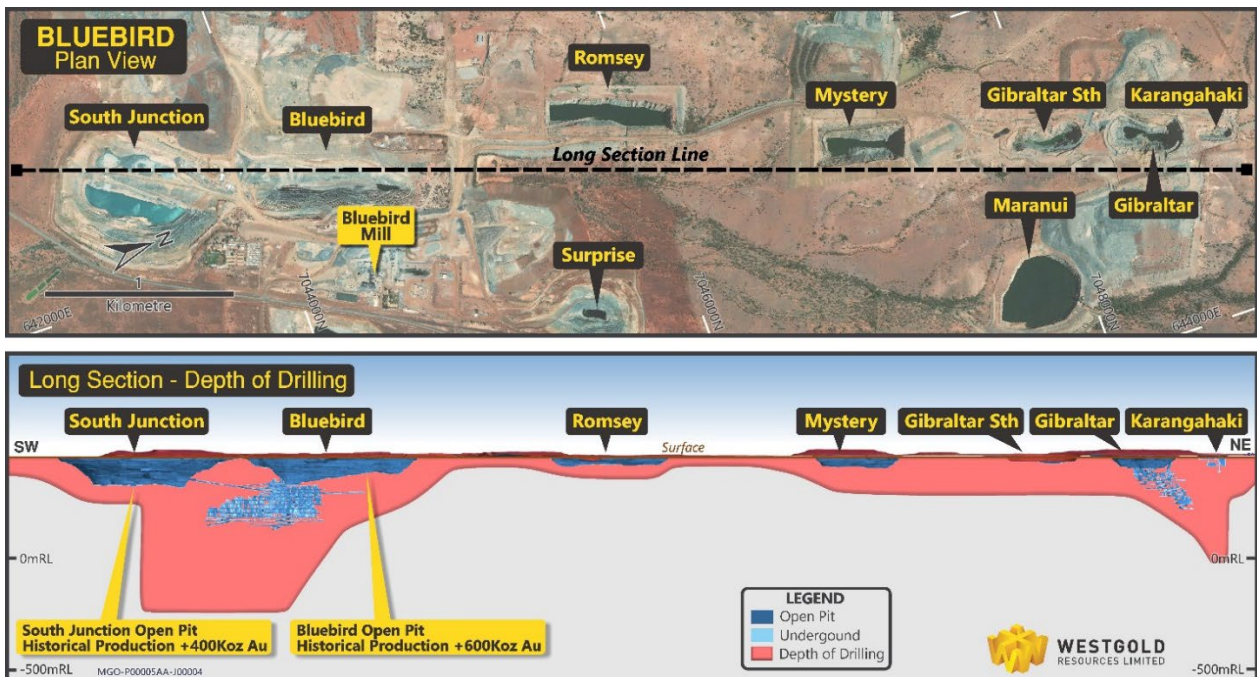 BLUEBIRD
Plan View
South Junction
Bluebird
Romsey
Mystery
Gibraltar Sth
Karangahaki
Long Section Line
Bluebird
Mill
Surprise
Maranui
Gibraltar
N
1
Kilometre
642000E
7044000N
7046000N
7048000N
644000E
Long Section - Depth of Drilling
South Junction
Bluebird
Romsey
Mystery
Gibraltar Sth
Gibraltar
Karangahaki
SW
Surface
NE
0mRL
0mRL
South Junction Open Pit
Historical Production +400Koz Au
Bluebird Open Pit
Historical Production +600Koz Au
LEGEND
Open Pit
Undergound
Depth of Drilling
WESTGOLD
RESOURCES LIMITED
-500mRL
MGO-P00005AA-J00004
-500mRL